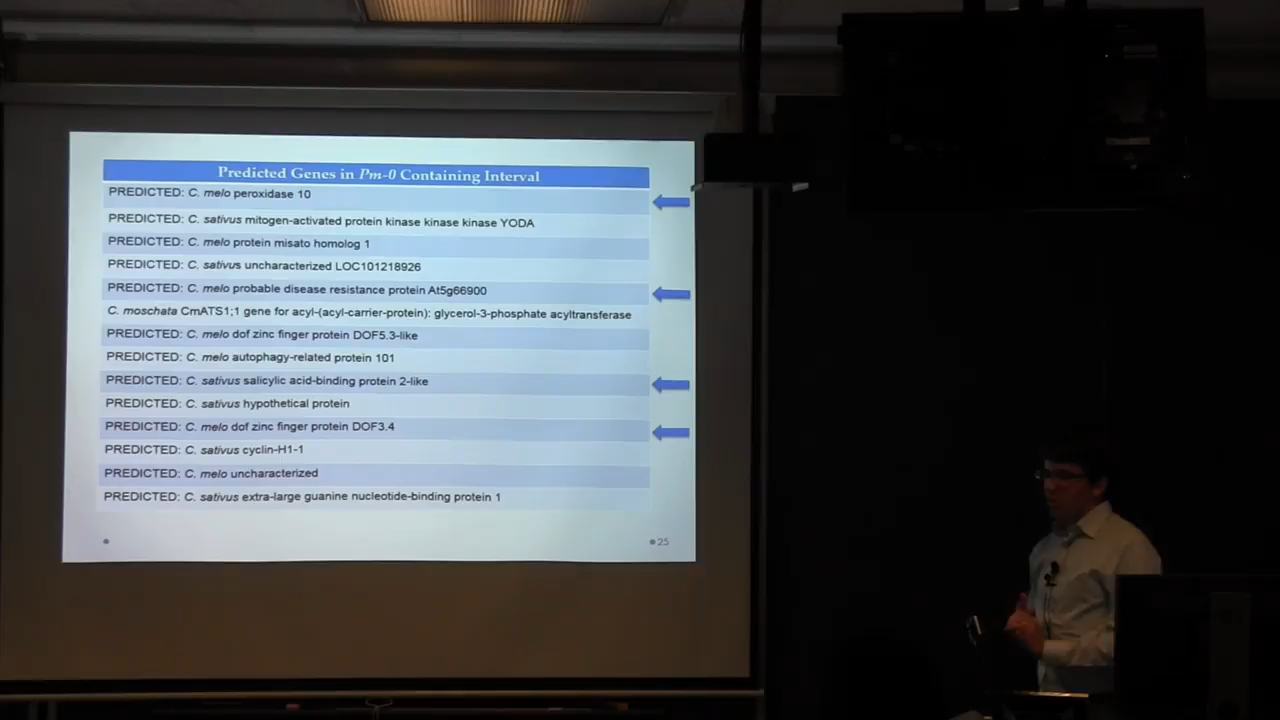 Predicted Genes in Pm-0 Containing Interval
PREDICTED: C. melo peroxidase 10
PREDICTED: C. sativus mitogen-activated protein kinase kinase kinase YODA
PREDICTED: C. melo protein misato homolog 1
PREDICTED: C. sativus uncharacterized LOC101218926
PREDICTED: C. melo probable disease resistance protein At5g66900
C. moschata CmATS1;1 gene for acyl-(acyl-carrier-protein): glycerol-3-phosphate acyltransferase
PREDICTED: C. melo dof zinc finger protein DOF5.3-like
PREDICTED: C. melo autophagy-related protein 101
PREDICTED: C. sativus salicylic acid-binding protein 2-like
PREDICTED: C. sativus hypothetical protein
PREDICTED: C. melo dof zinc finger protein DOF3.4
PREDICTED: C. sativus cyclin-H1-1
PREDICTED: C. melo uncharacterized
PREDICTED: C. sativus extra-large guanine nucleotide-binding protein 1
25